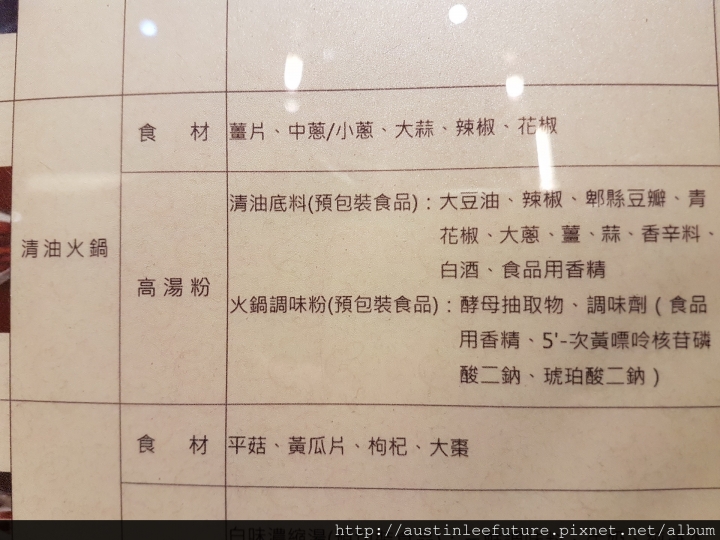 食 材 薑片、中蔥/小蔥、大蒜、辣椒、花椒
清油火鍋
高湯粉
清油底料(預包裝食品):大豆油、辣椒、郫縣豆瓣、青
花椒、大蔥、薑、蒜、香辛料、
白酒、食品用香精
火鍋調味粉(預包裝食品):酵母抽取物、調味劑(食品
用香精、5'-次黃嘌呤核苷磷
酸二鈉、琥珀酸二鈉)
食 材 平菇、黃瓜片、枸杞、大棗
http://austinleefuture.pixnet.net/album